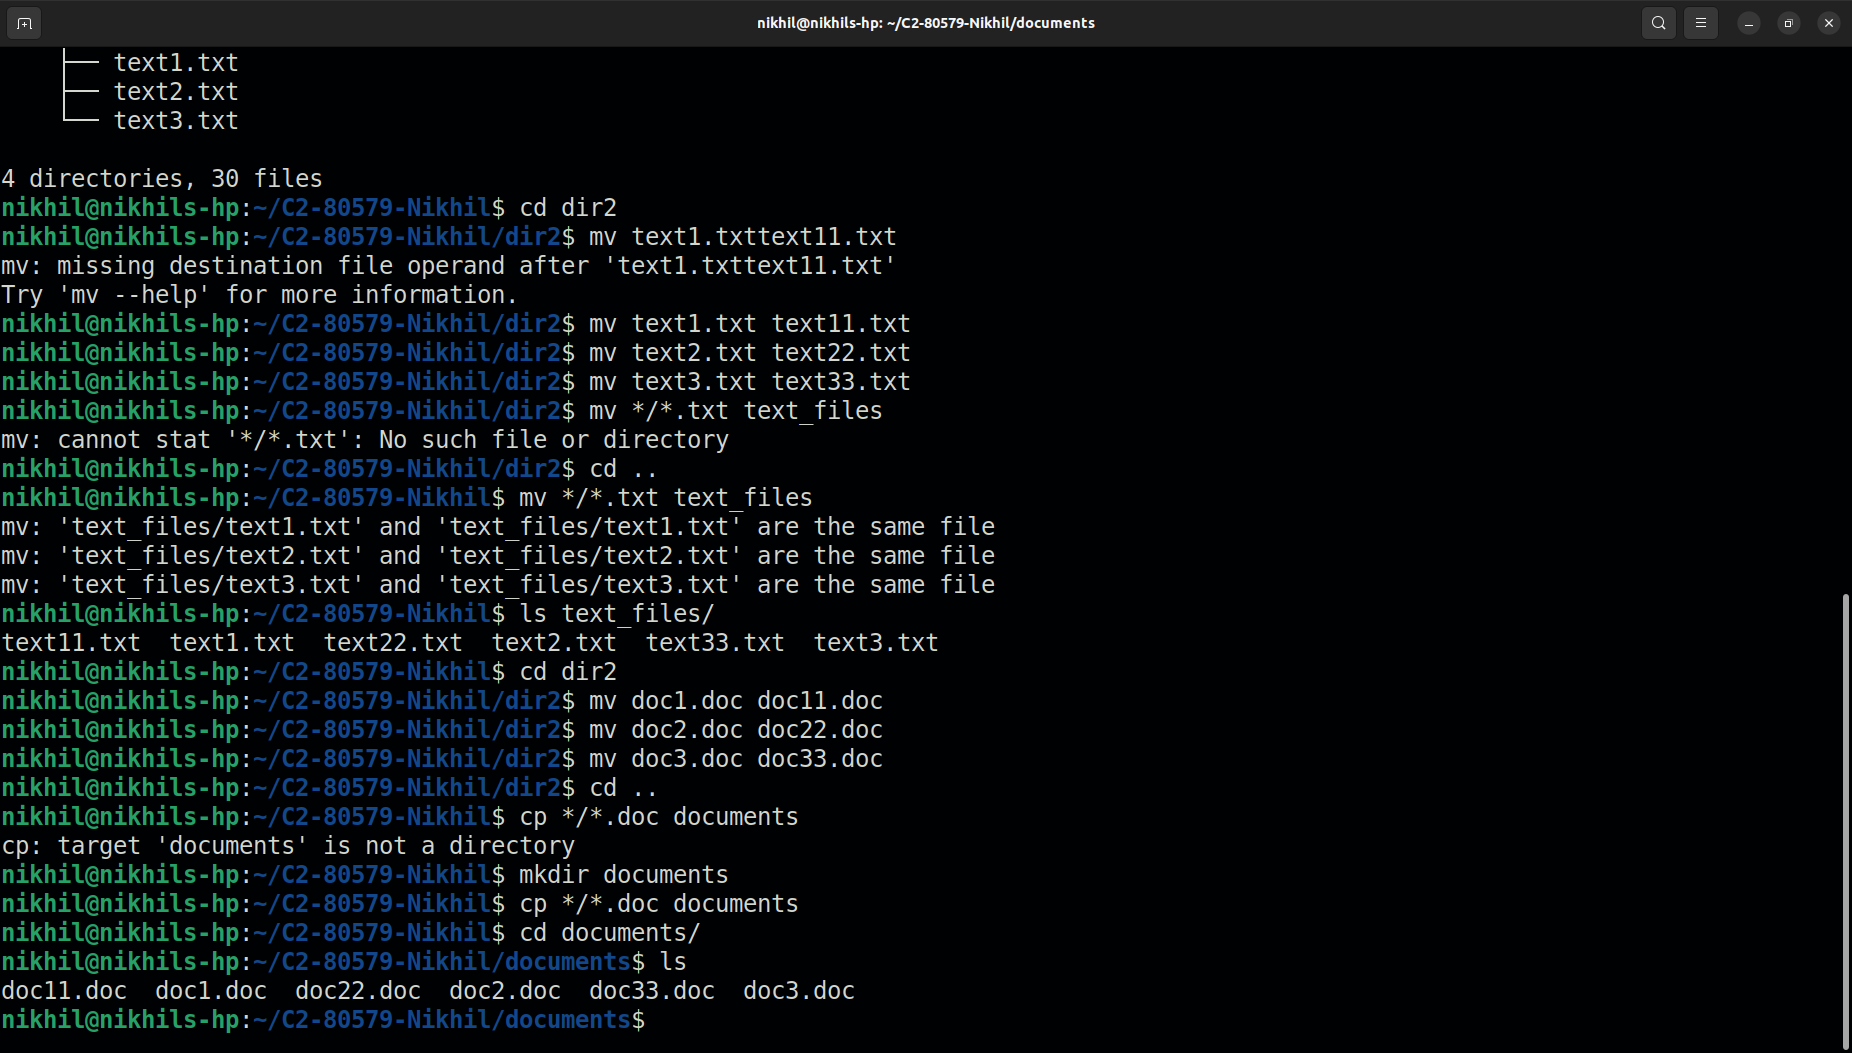 nikhil@nikhils-hp: ~/C2-80579-Nikhil/documents
├── text1.txt
├── text2.txt
└── text3.txt
4 directories, 30 files
nikhil@nikhils-hp:~/C2-80579-Nikhil$ cd dir2
nikhil@nikhils-hp:~/C2-80579-Nikhil/dir2$ mv text1.txttext11.txt
mv: missing destination file operand after 'text1.txttext11.txt'
Try 'mv --help' for more information.
nikhil@nikhils-hp:~/C2-80579-Nikhil/dir2$ mv text1.txt text11.txt
nikhil@nikhils-hp:~/C2-80579-Nikhil/dir2$ mv text2.txt text22.txt
nikhil@nikhils-hp:~/C2-80579-Nikhil/dir2$ mv text3.txt text33.txt
nikhil@nikhils-hp:~/C2-80579-Nikhil/dir2$ mv */*.txt text_files
mv: cannot stat '*/*.txt': No such file or directory
nikhil@nikhils-hp:~/C2-80579-Nikhil/dir2$ cd ..
nikhil@nikhils-hp:~/C2-80579-Nikhil$ mv */*.txt text_files
mv: 'text_files/text1.txt' and 'text_files/text1.txt' are the same file
mv: 'text_files/text2.txt' and 'text_files/text2.txt' are the same file
mv: 'text_files/text3.txt' and 'text_files/text3.txt' are the same file
nikhil@nikhils-hp:~/C2-80579-Nikhil$ ls text_files/
text11.txt  text1.txt  text22.txt  text2.txt  text33.txt  text3.txt
nikhil@nikhils-hp:~/C2-80579-Nikhil$ cd dir2
nikhil@nikhils-hp:~/C2-80579-Nikhil/dir2$ mv doc1.doc doc11.doc
nikhil@nikhils-hp:~/C2-80579-Nikhil/dir2$ mv doc2.doc doc22.doc
nikhil@nikhils-hp:~/C2-80579-Nikhil/dir2$ mv doc3.doc doc33.doc
nikhil@nikhils-hp:~/C2-80579-Nikhil/dir2$ cd ..
nikhil@nikhils-hp:~/C2-80579-Nikhil$ cp */*.doc documents
cp: target 'documents' is not a directory
nikhil@nikhils-hp:~/C2-80579-Nikhil$ mkdir documents
nikhil@nikhils-hp:~/C2-80579-Nikhil$ cp */*.doc documents
nikhil@nikhils-hp:~/C2-80579-Nikhil$ cd documents/
nikhil@nikhils-hp:~/C2-80579-Nikhil/documents$ ls
doc11.doc  doc1.doc  doc22.doc  doc2.doc  doc33.doc  doc3.doc
nikhil@nikhils-hp:~/C2-80579-Nikhil/documents$